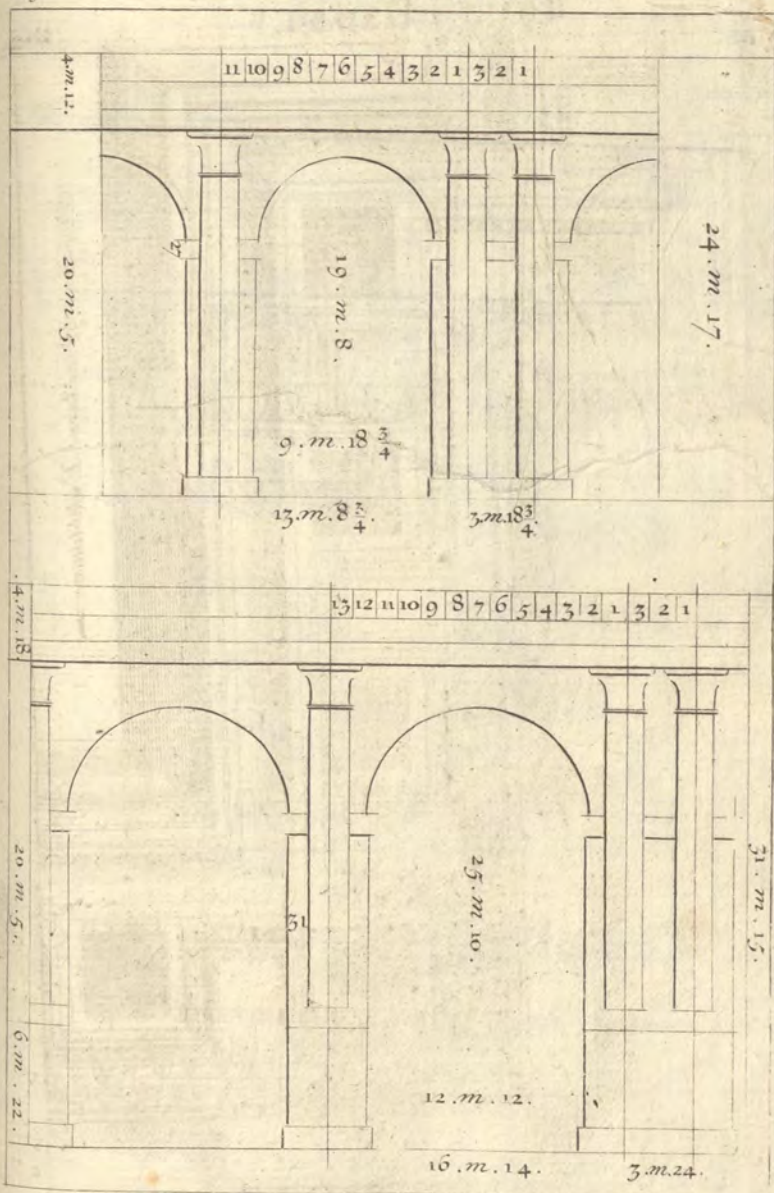 4.m.12.
11 10 9 8 7 6 5 4 3 2 1 3 2 1
20.m.5.
27
19.m.8.
24.m.17.
9.m.18 3/4
13.m.8 3/4.
3.m.18 3/4.
4.m.18.
13 12 11 10 9 8 7 6 5 4 3 2 1 3 2 1
20.m.5.
6.m.22.
31
25.m.10.
31.m.15.
12.m.12.
16.m.14.
3.m.24.